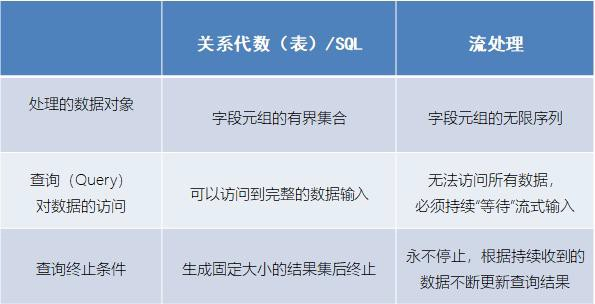 关系代数（表）/SQL
流处理
处理的数据对象
字段元组的有界集合
字段元组的无限序列
查询（Query）
对数据的访问
可以访问到完整的数据输入
无法访问所有数据，
必须持续“等待”流式输入
查询终止条件
生成固定大小的结果集后终止
永不停止，根据持续收到的
数据不断更新查询结果